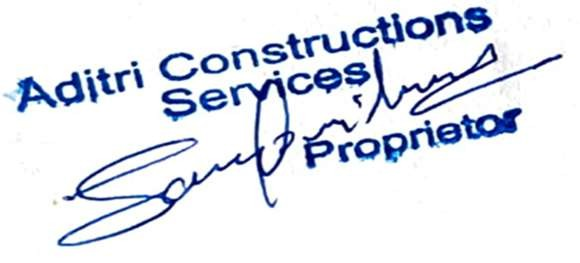 Aditri Constructions
Services
Proprietor